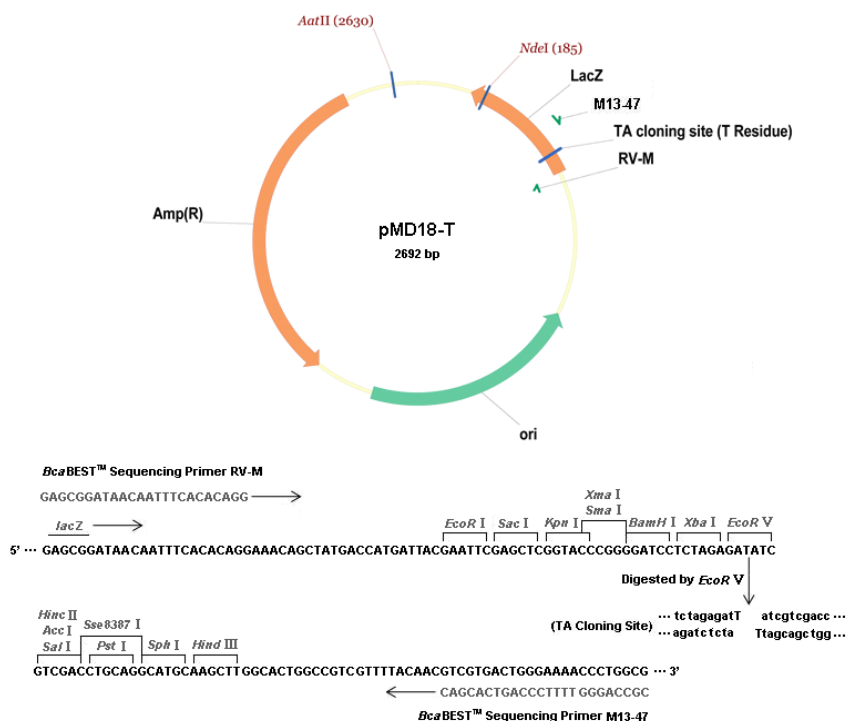 AatII (2630)
NdeI (185)
LacZ
M13-47
TA cloning site (T Residue)
RV-M
Amp(R)
pMD18-T
2692 bp
ori
BcaBEST™ Sequencing Primer RV-M
GAGCGGATAACAATTTCACACAGG
Xma I
lacZ
EcoR I Sac I Kpn I Sma I BamH I Xba I EcoR V
5' ··· GAGCGGATAACAATTTCACACAGGAAACAGCTATGACCATGATTACGAATTCGAGCTCGGTACCCGGGGATCCTCTAGAGATATC
Digested by EcoR V
(TA Cloning Site)
···tctagagatT atcgtcgacc···
···agatctcta Ttagcagctgg···
Hinc II
Acc I Sse8387 I
Sal I Pst I Sph I Hind III
GTCGACCTGCAGGCATGCAAGCTTGGCACTGGCCGTCGTTTTACAACGTCGTGACTGGGAAAACCCTGGCG ··· 3'
CAGCACTGACCCTTTT GGGACCGC
BcaBEST™ Sequencing Primer M13-47